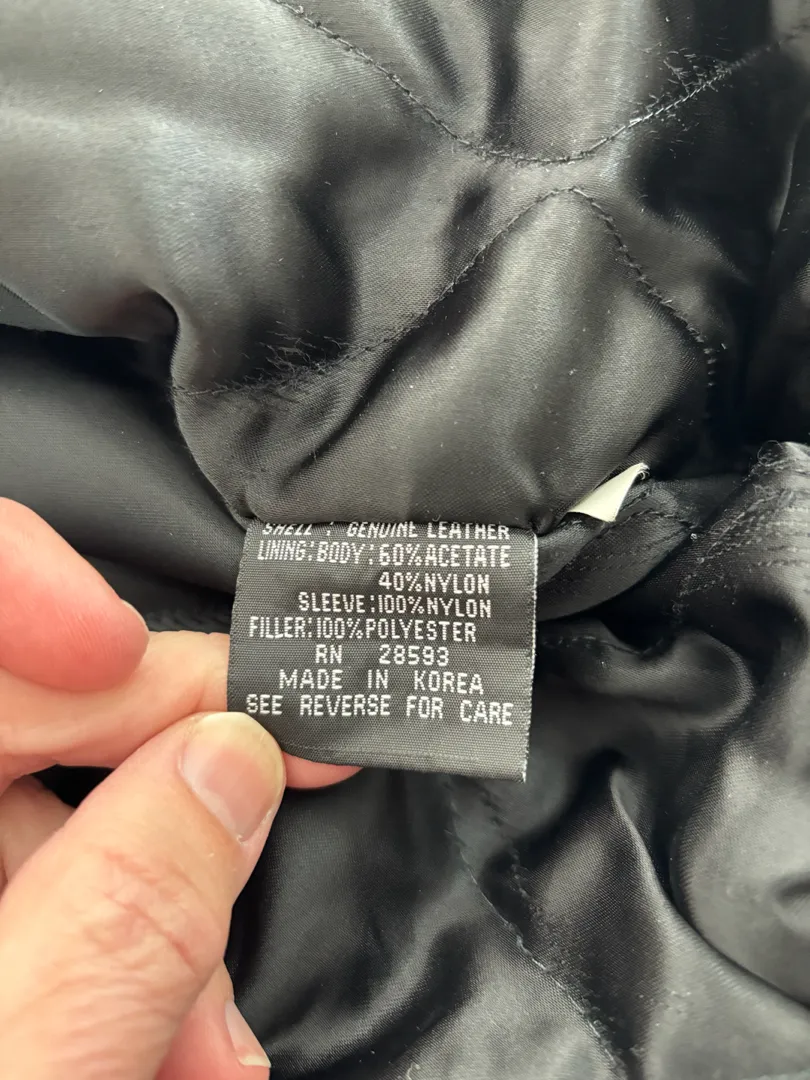 SHELL : GENUINE LEATHER
LINING:BODY:60%ACETATE
40%NYLON
SLEEVE:100%NYLON
FILLER:100%POLYESTER
RN 28593
MADE IN KOREA
SEE REVERSE FOR CARE